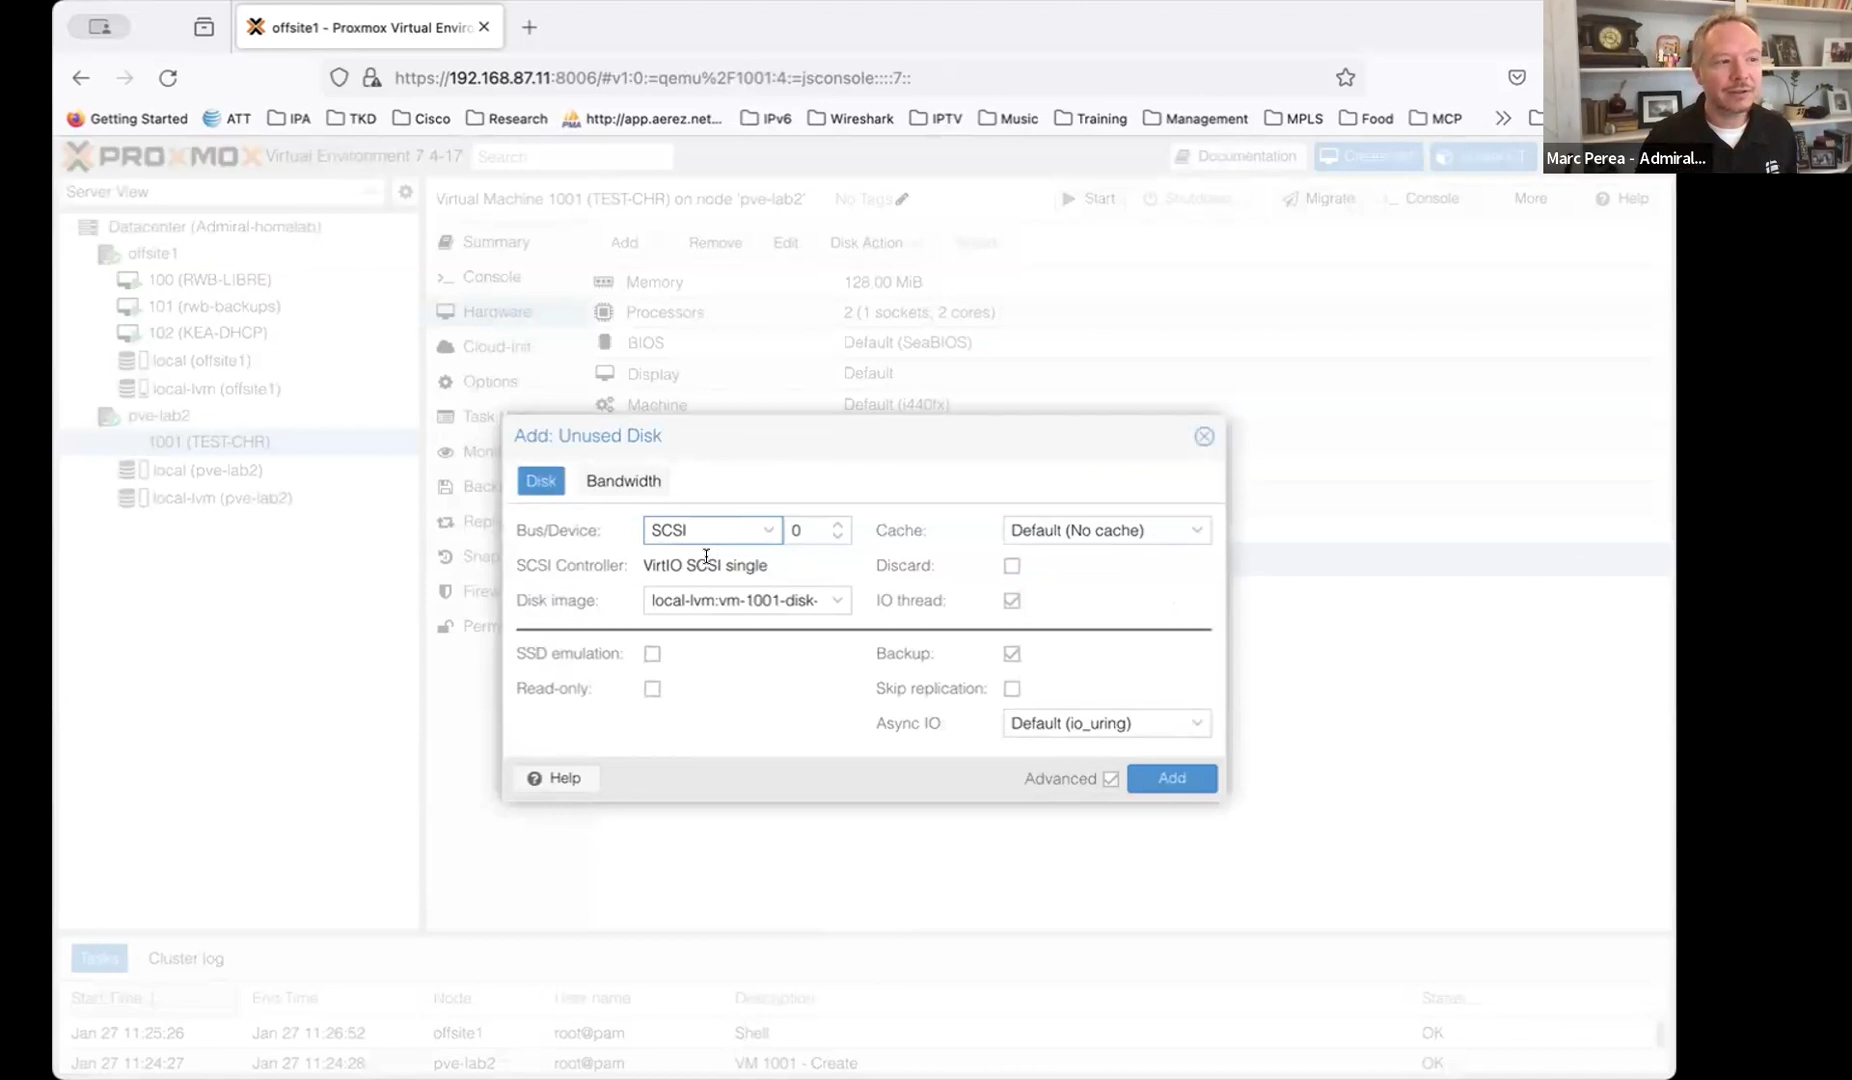 offsite1 - Proxmox Virtual Enviro
https://192.168.87.11:8006/#v1:0:=qemu%2F1001:4:=jsconsole::::7::
Getting Started ATT IPA TKD Cisco Research http://app.aerez.net... IPv6 Wireshark IPTV Music Training Management MPLS Food MCP
Marc Perea - Admiral...
PROXMOX Virtual Environment 7.4-17 Search Documentation
Server View
Virtual Machine 1001 (TEST-CHR) on node 'pve-lab2' No Tags Start Shutdown Migrate Console More Help
Datacenter (Admiral-homelab)
offsite1
100 (RWB-LIBRE)
101 (rwb-backups)
102 (KEA-DHCP)
local (offsite1)
local-lvm (offsite1)
pve-lab2
1001 (TEST-CHR)
local (pve-lab2)
local-lvm (pve-lab2)
Summary
Console
Hardware
Cloud-Init
Options
Task
Moni
Back
Repl
Snap
Firew
Perm
Add Remove Edit Disk Action
Memory 128.00 MiB
Processors 2 (1 sockets, 2 cores)
BIOS Default (SeaBIOS)
Display Default
Machine Default (i440fx)
Add: Unused Disk
Disk Bandwidth
Bus/Device: SCSI 0 Cache: Default (No cache)
SCSI Controller: VirtIO SCSI single Discard:
Disk image: local-lvm:vm-1001-disk- IO thread:
SSD emulation: Backup:
Read-only: Skip replication:
Async IO Default (io_uring)
Help Advanced Add
Tasks Cluster log
Start Time End Time Node User name Description Status
Jan 27 11:25:26 Jan 27 11:26:52 offsite1 root@pam Shell OK
Jan 27 11:24:27 Jan 27 11:24:28 pve-lab2 root@pam VM 1001 - Create OK